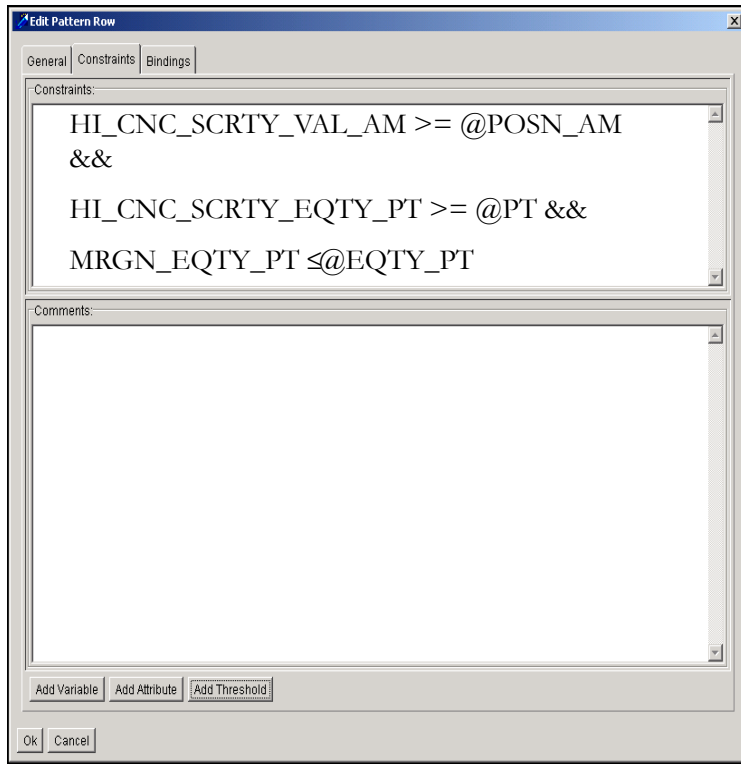 Edit Pattern Row
General Constraints Bindings
Constraints:
HI_CNC_SCRTY_VAL_AM >= @POSN_AM
&&
HI_CNC_SCRTY_EQTY_PT >= @PT &&
MRGN_EQTY_PT ≤@EQTY_PT
Comments:
Add Variable Add Attribute Add Threshold
Ok Cancel